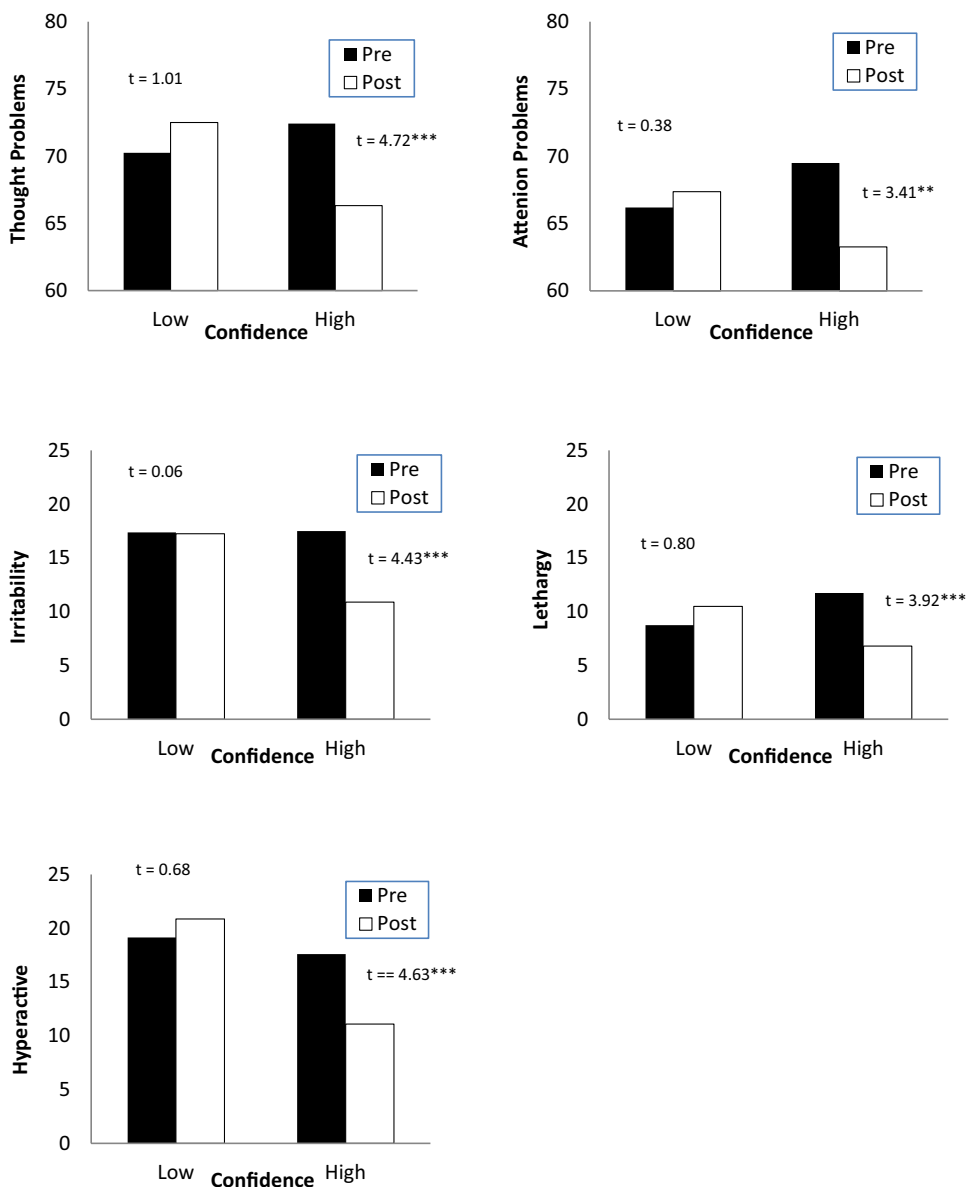 80
75
70
65
60
Thought Problems
t = 1.01
Pre
Post
t = 4.72***
Low
High
Confidence
80
75
70
65
60
Attenion Problems
t = 0.38
Pre
Post
t = 3.41**
Low
High
Confidence
25
20
15
10
5
0
Irritability
t = 0.06
Pre
Post
t = 4.43***
Low
High
Confidence
25
20
15
10
5
0
Lethargy
t = 0.80
Pre
Post
t = 3.92***
Low
High
Confidence
25
20
15
10
5
0
Hyperactive
t = 0.68
Pre
Post
t == 4.63***
Low
High
Confidence